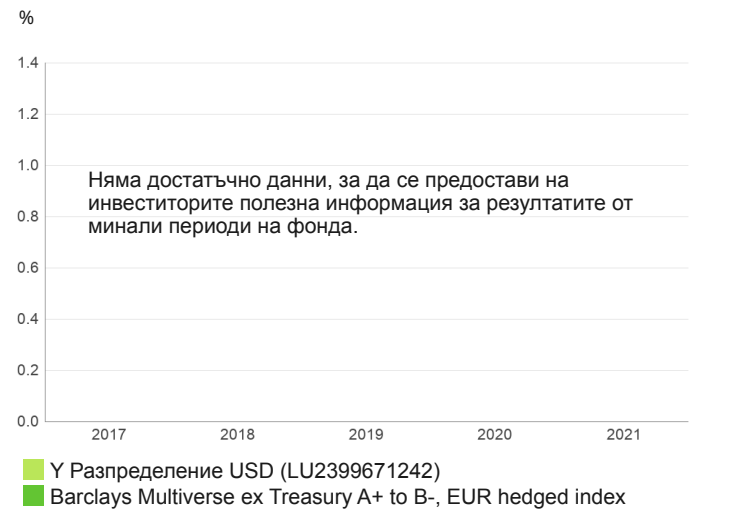 %
1.4
1.2
1.0
Няма достатъчно данни, за да се предостави на
инвеститорите полезна информация за резултатите от
минали периоди на фонда.
0.8
0.6
0.4
0.2
0.0
2017 2018 2019 2020 2021
Y Разпределение USD (LU2399671242)
Barclays Multiverse ex Treasury A+ to B-, EUR hedged index